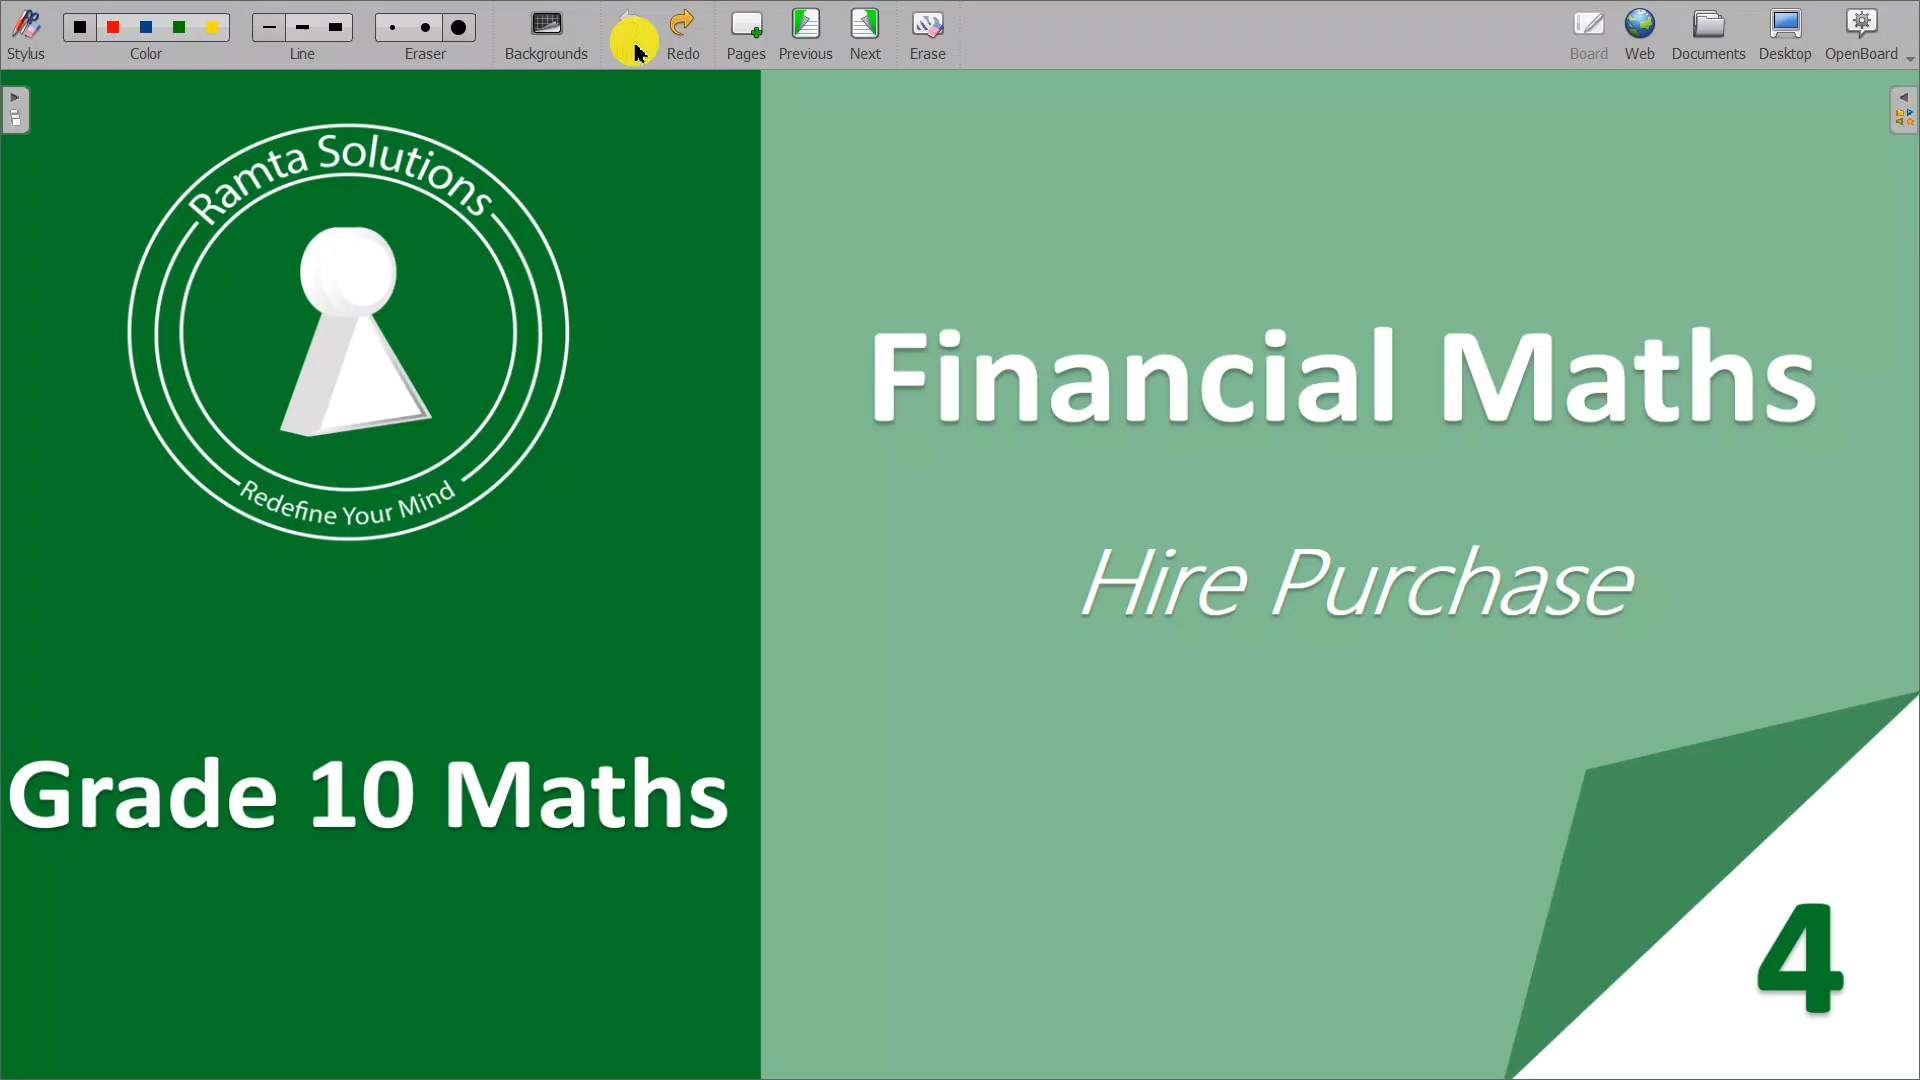 Stylus
Color
Line
Eraser
Backgrounds
Redo
Pages
Previous
Next
Erase
Board
Web
Documents
Desktop
OpenBoard
Ramta Solutions
Redefine Your Mind
Grade 10 Maths
Financial Maths
Hire Purchase
4